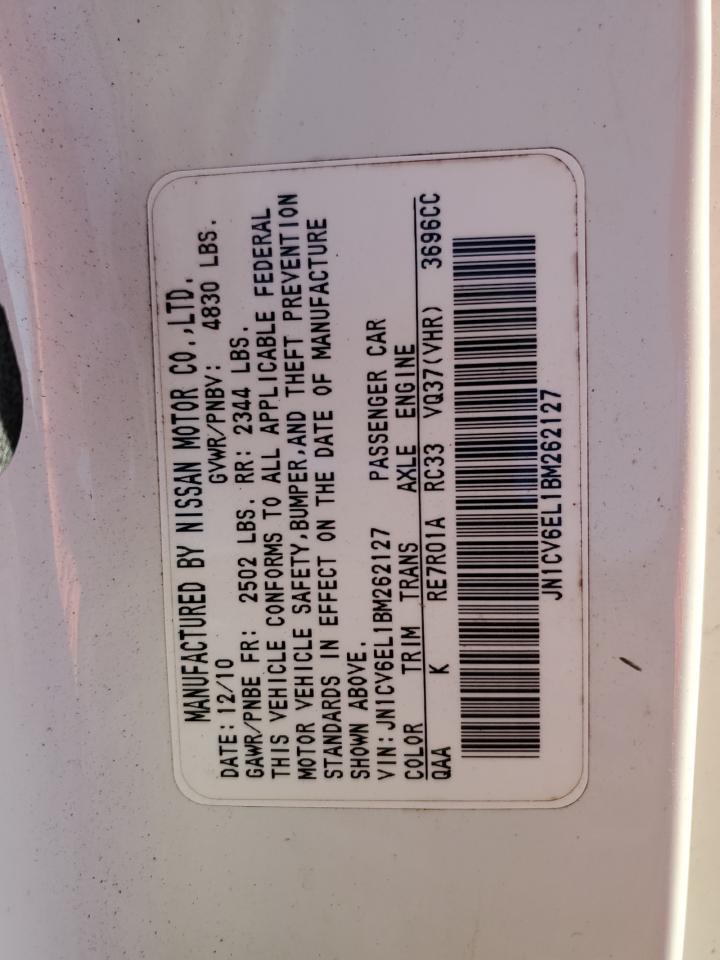 MANUFACTURED BY NISSAN MOTOR CO.,LTD.
DATE: 12/10 GVWR/PNBV: 4830 LBS.
GAWR/PNBE FR: 2502 LBS. RR: 2344 LBS.
THIS VEHICLE CONFORMS TO ALL APPLICABLE FEDERAL
MOTOR VEHICLE SAFETY,BUMPER,AND THEFT PREVENTION
STANDARDS IN EFFECT ON THE DATE OF MANUFACTURE
SHOWN ABOVE.
VIN:JN1CV6EL1BM262127 PASSENGER CAR
COLOR TRIM TRANS AXLE ENGINE
QAA K RE7R01A RC33 VQ37(VHR) 3696CC
JN1CV6EL1BM262127